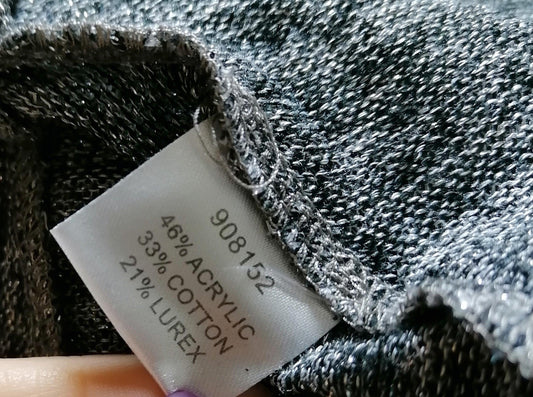 908152
46% ACRYLIC
33% COTTON
21% LUREX